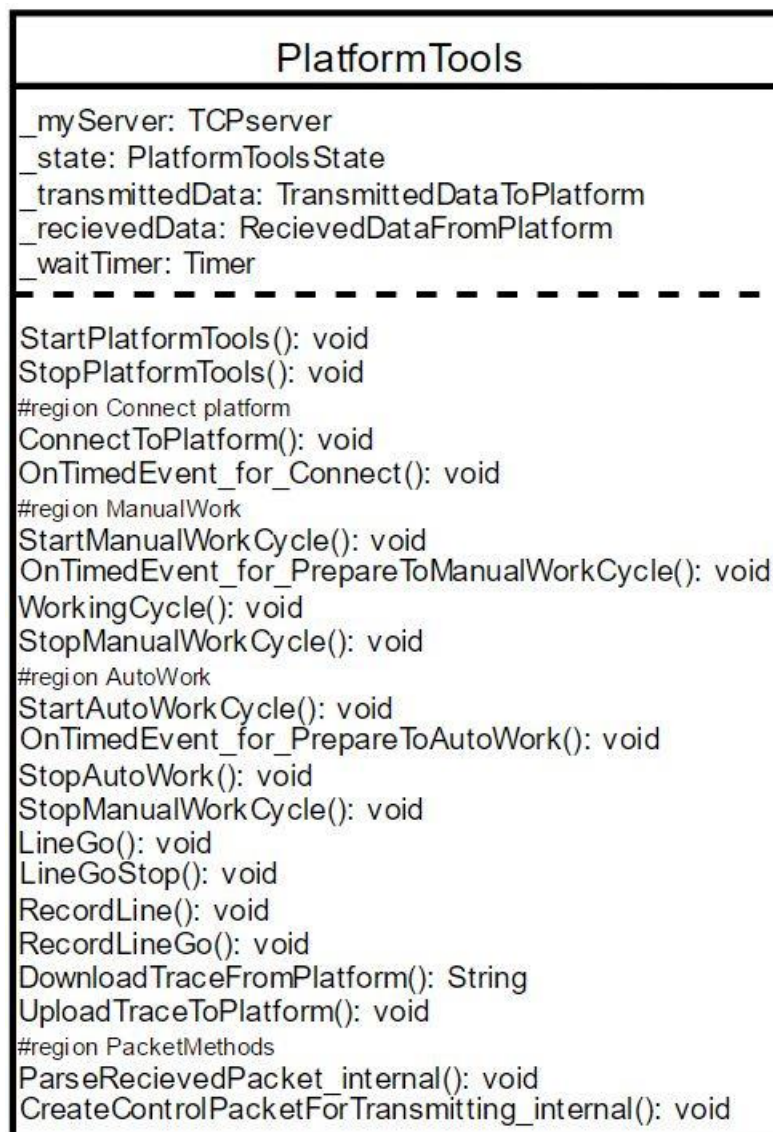 PlatformTools
_myServer: TCPserver
_state: PlatformToolsState
_transmittedData: TransmittedDataToPlatform
_recievedData: RecievedDataFromPlatform
_waitTimer: Timer
StartPlatformTools(): void
StopPlatformTools(): void
#region Connect platform
ConnectToPlatform(): void
OnTimedEvent_for_Connect(): void
#region ManualWork
StartManualWorkCycle(): void
OnTimedEvent_for_PrepareToManualWorkCycle(): void
WorkingCycle(): void
StopManualWorkCycle(): void
#region AutoWork
StartAutoWorkCycle(): void
OnTimedEvent_for_PrepareToAutoWork(): void
StopAutoWork(): void
StopManualWorkCycle(): void
LineGo(): void
LineGoStop(): void
RecordLine(): void
RecordLineGo(): void
DownloadTraceFromPlatform(): String
UploadTraceToPlatform(): void
#region PacketMethods
ParseRecievedPacket_internal(): void
CreateControlPacketForTransmitting_internal(): void